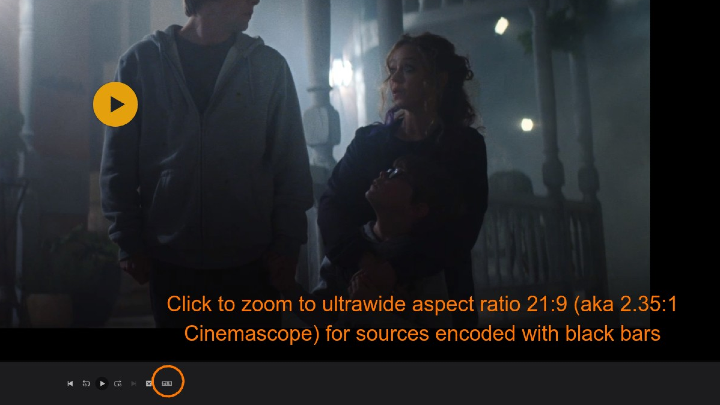 Click to zoom to ultrawide aspect ratio 21:9 (aka 2.35:1
Cinemascope) for sources encoded with black bars